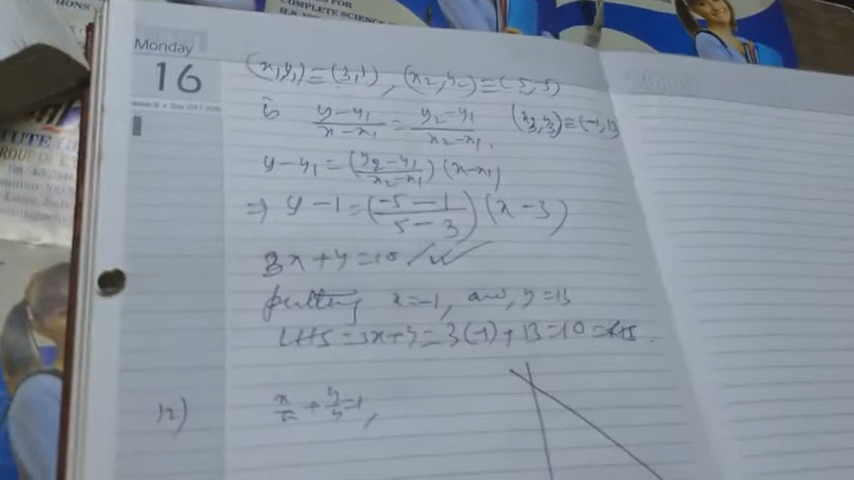 COMPLETE SCIENCE
Monday
16
(x₁,y₁)≡(3,1), (x₂,y₂)≡(5,-5)
is (y-y₁)/(x-x₁) = (y₂-y₁)/(x₂-x₁), (x₃,y₃)≡(-1,13
y-y₁=((y₂-y₁)/(x₂-x₁))(x-x₁)
⇒ y-1=((-5-1)/(5-3))(x-3)
3x+y=10 ✓✓
putting x=-1, and, y=13
LHS=3x+y=3(-1)+13=10=RHS.
12)